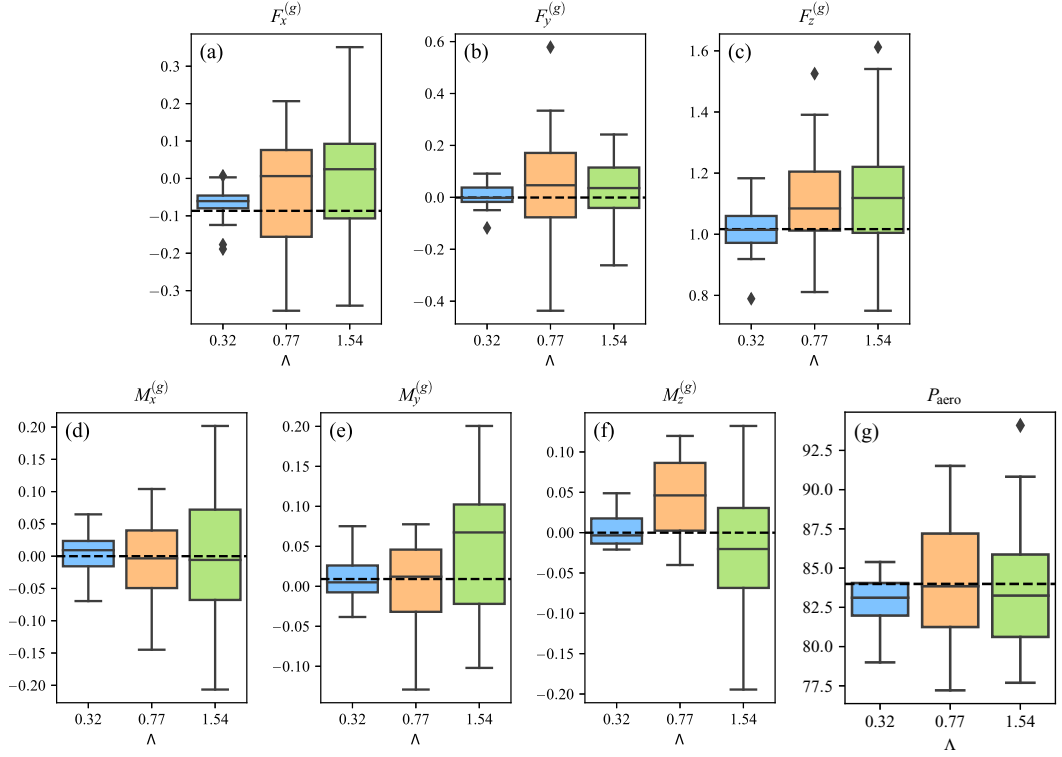 F_x^{(g)} F_y^{(g)} F_z^{(g)}
(a) (b) (c)
0.3 0.2 0.1 0.0 −0.1 −0.2 −0.3
0.6 0.4 0.2 0.0 −0.2 −0.4
1.6 1.4 1.2 1.0 0.8
0.32 0.77 1.54 0.32 0.77 1.54 0.32 0.77 1.54
Λ Λ Λ
M_x^{(g)} M_y^{(g)} M_z^{(g)} P_aero
(d) (e) (f) (g)
0.20 0.15 0.10 0.05 0.00 −0.05 −0.10 −0.15 −0.20
0.20 0.15 0.10 0.05 0.00 −0.05 −0.10
0.10 0.05 0.00 −0.05 −0.10 −0.15 −0.20
92.5 90.0 87.5 85.0 82.5 80.0 77.5
0.32 0.77 1.54 0.32 0.77 1.54 0.32 0.77 1.54 0.32 0.77 1.54
Λ Λ Λ Λ